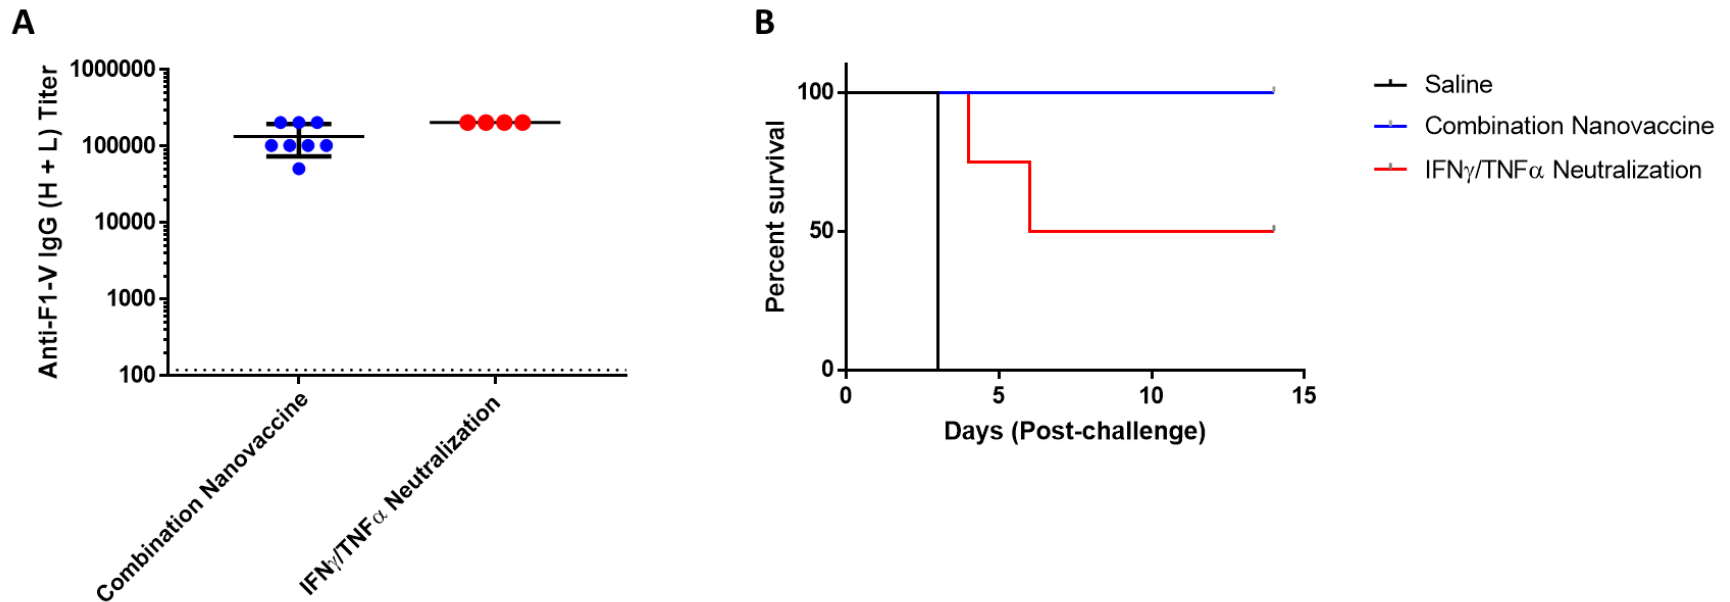 A
B
Anti-F1-V IgG (H + L) Titer
1000000
100000
10000
1000
100
Combination Nanovaccine
IFNγ/TNFα Neutralization
Percent survival
100
50
0
0 5 10 15
Days (Post-challenge)
Saline
Combination Nanovaccine
IFNγ/TNFα Neutralization